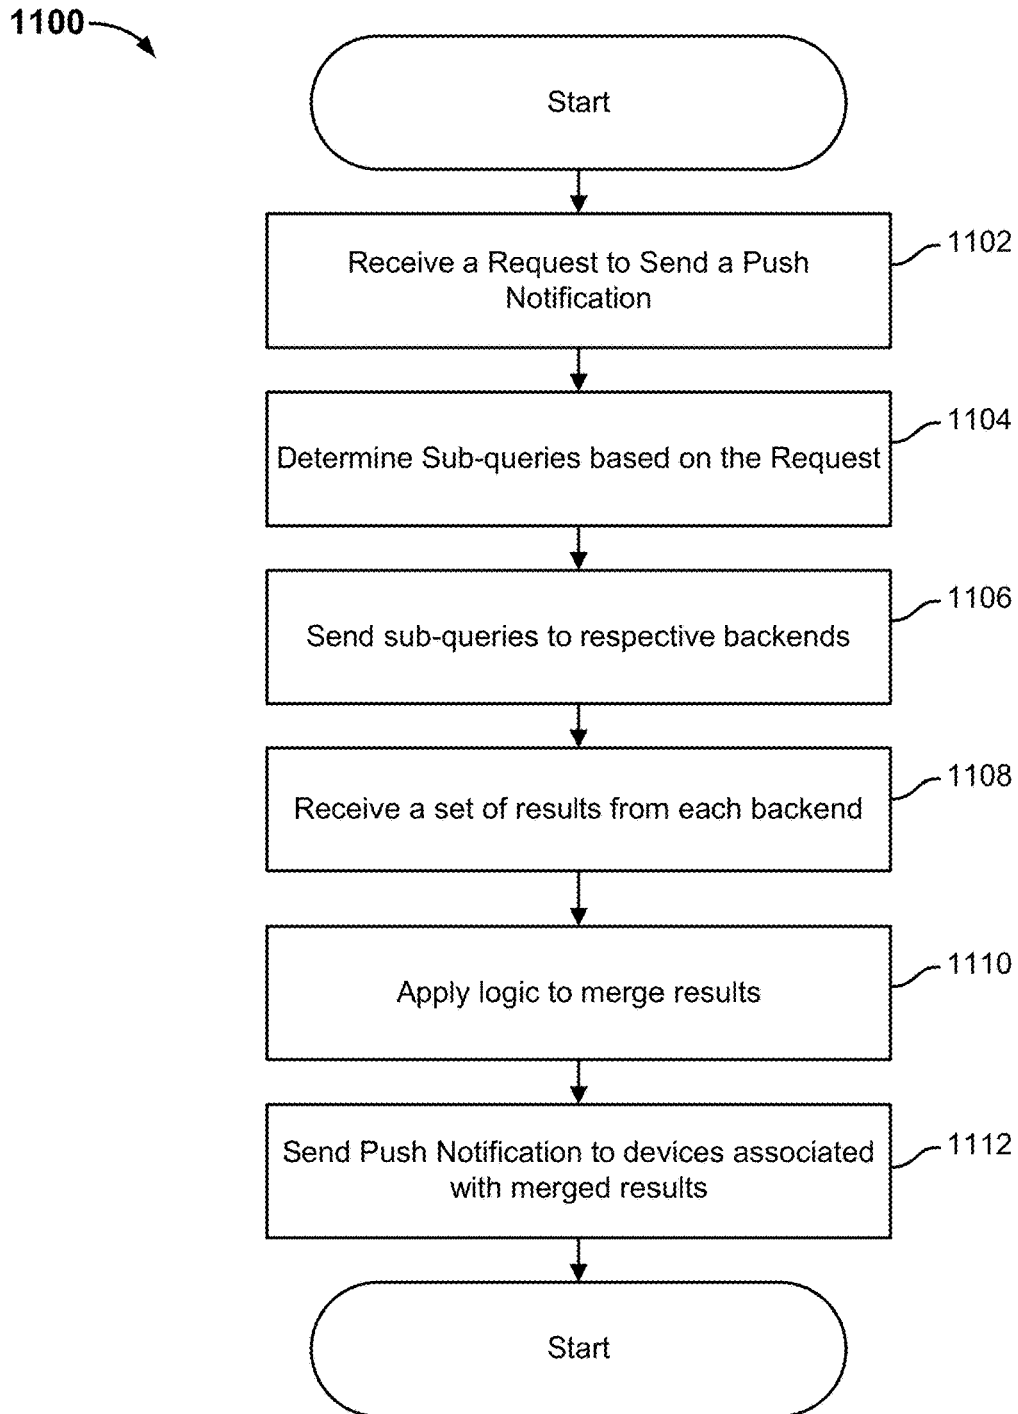 1100
Start
Receive a Request to Send a Push
Notification
1102
Determine Sub-queries based on the Request
1104
Send sub-queries to respective backends
1106
Receive a set of results from each backend
1108
Apply logic to merge results
1110
Send Push Notification to devices associated
with merged results
1112
Start